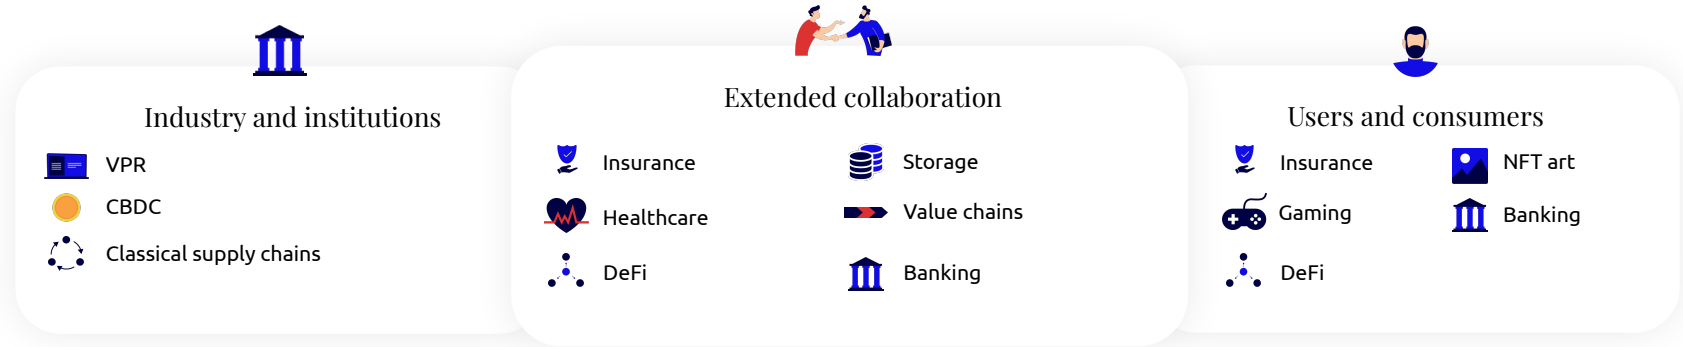 Industry and institutions
VPR
CBDC
Classical supply chains
Extended collaboration
Insurance
Healthcare
DeFi
Storage
Value chains
Banking
Users and consumers
Insurance
Gaming
DeFi
NFT art
Banking